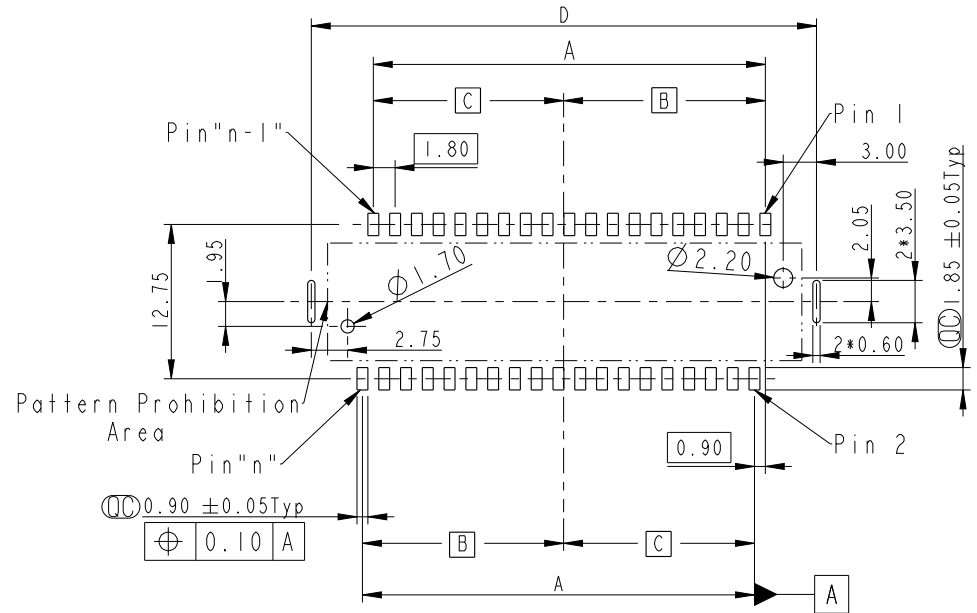 D
A
C
B
Pin"n-1"
Pin 1
1.80
3.00
1.85 ±0.05Typ
QC
2.05
2*3.50
1.95
12.75
Ø1.70
Ø2.20
2.75
2*0.60
Pattern Prohibition
Area
Pin"n"
0.90
Pin 2
QC 0.90 ±0.05Typ
⌖ 0.10 A
B
C
A
A